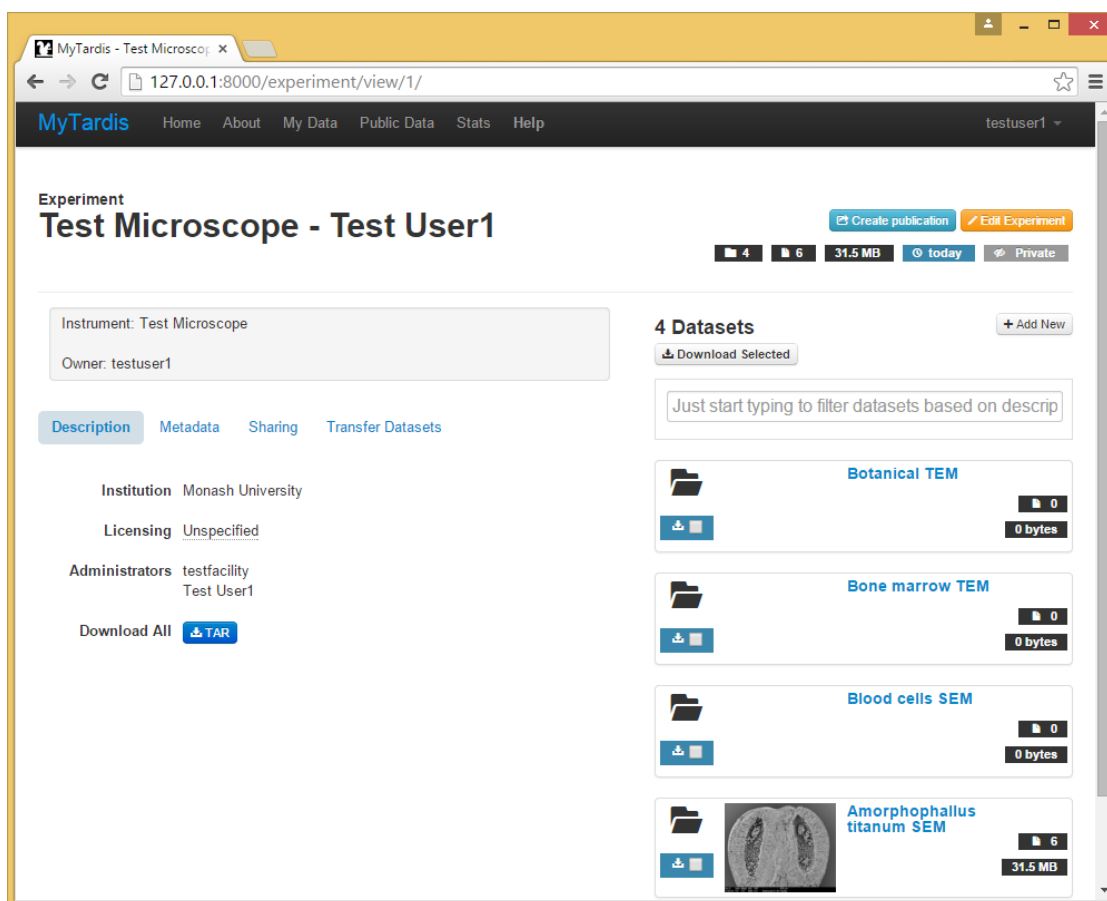 MyTardis - Test Microscop
127.0.0.1:8000/experiment/view/1/
MyTardis Home About My Data Public Data Stats Help testuser1
Experiment
Test Microscope - Test User1
Create publication Edit Experiment
4 6 31.5 MB today Private
Instrument: Test Microscope
Owner: testuser1
Description Metadata Sharing Transfer Datasets
Institution Monash University
Licensing Unspecified
Administrators testfacility
Test User1
Download All TAR
4 Datasets + Add New
Download Selected
Just start typing to filter datasets based on descrip
Botanical TEM
0
0 bytes
Bone marrow TEM
0
0 bytes
Blood cells SEM
0
0 bytes
Amorphophallus
titanum SEM
6
31.5 MB